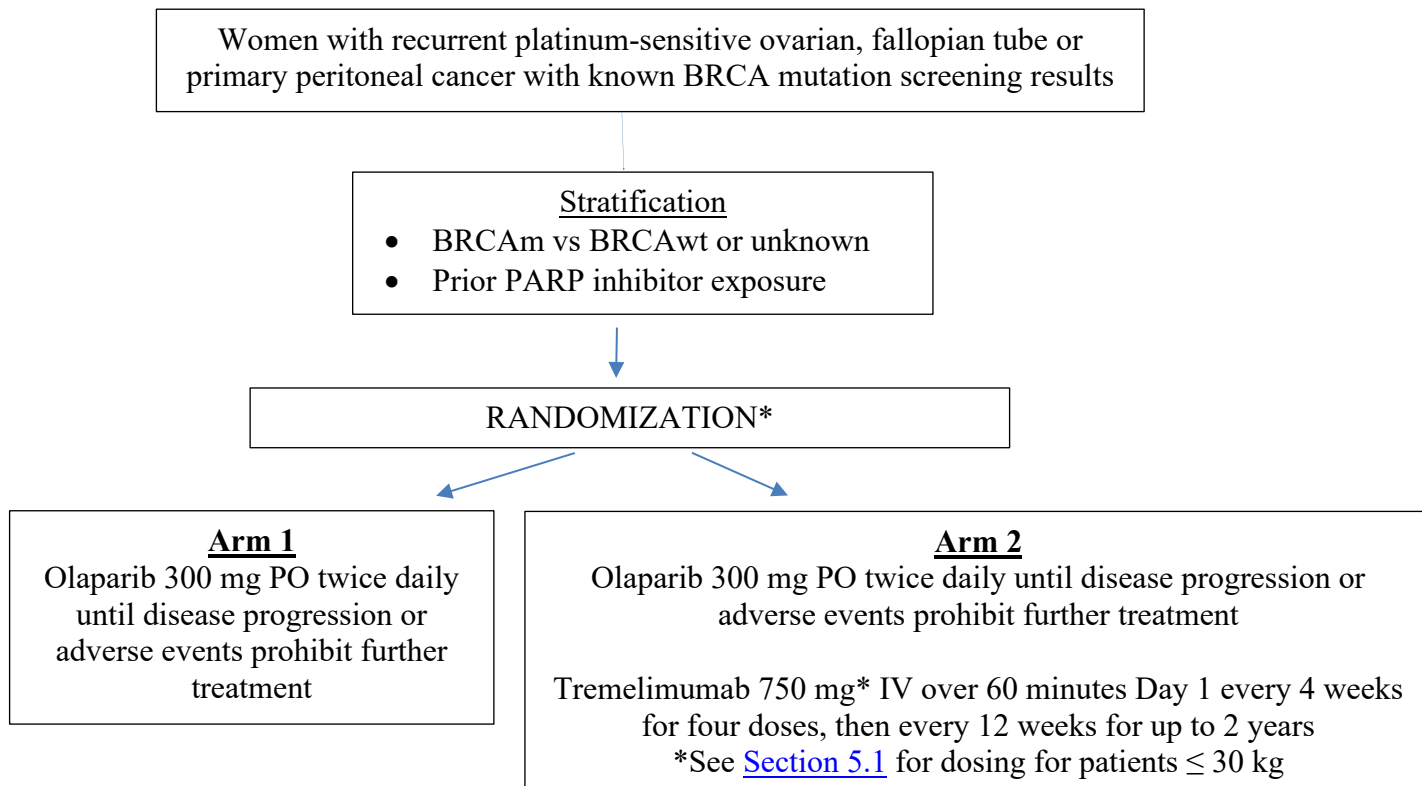 Women with recurrent platinum-sensitive ovarian, fallopian tube or
primary peritoneal cancer with known BRCA mutation screening results
Stratification
• BRCAm vs BRCAwt or unknown
• Prior PARP inhibitor exposure
RANDOMIZATION*
Arm 1
Olaparib 300 mg PO twice daily
until disease progression or
adverse events prohibit further
treatment
Arm 2
Olaparib 300 mg PO twice daily until disease progression or
adverse events prohibit further treatment
Tremelimumab 750 mg* IV over 60 minutes Day 1 every 4 weeks
for four doses, then every 12 weeks for up to 2 years
*See Section 5.1 for dosing for patients ≤ 30 kg